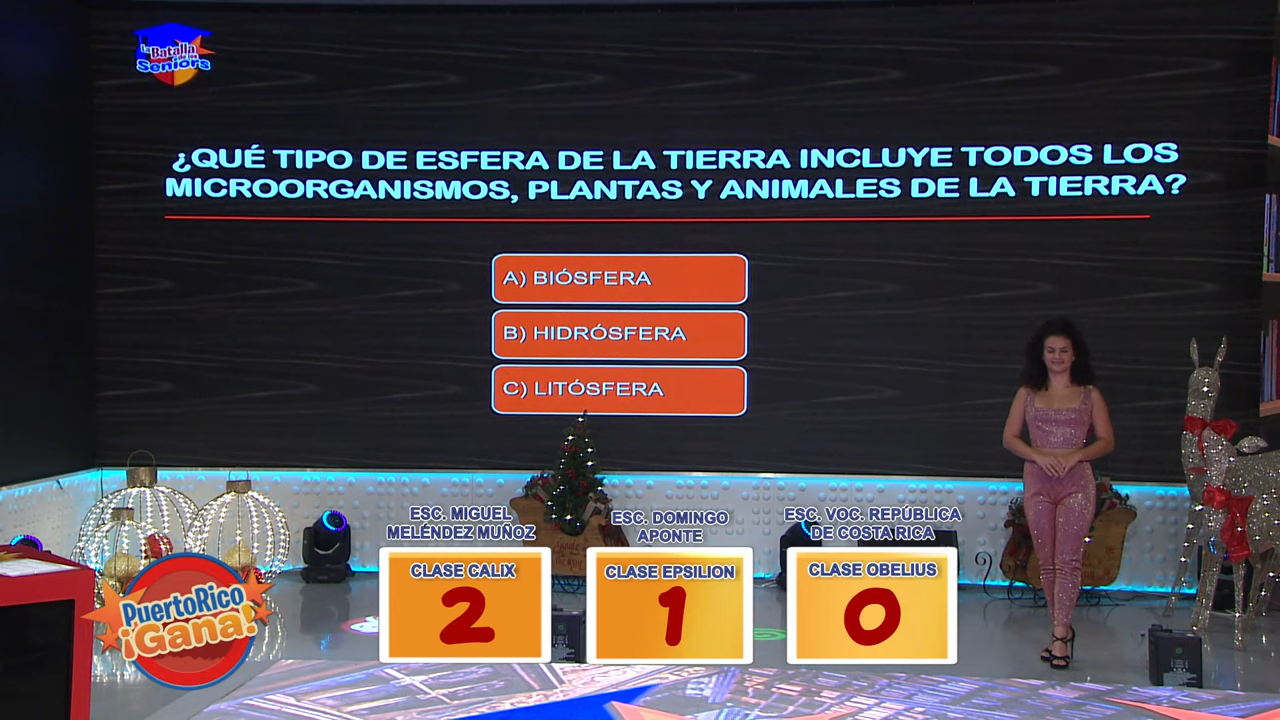 La Batalla
de los
Seniors
¿QUÉ TIPO DE ESFERA DE LA TIERRA INCLUYE TODOS LOS
MICROORGANISMOS, PLANTAS Y ANIMALES DE LA TIERRA?
A) BIÓSFERA
B) HIDRÓSFERA
C) LITÓSFERA
ESC. MIGUEL
MELÉNDEZ MUÑOZ
CLASE CALIX
2
ESC. DOMINGO
APONTE
CLASE EPSILION
1
ESC. VOC. REPÚBLICA
DE COSTA RICA
CLASE OBELIUS
0
PuertoRico
¡Gana!